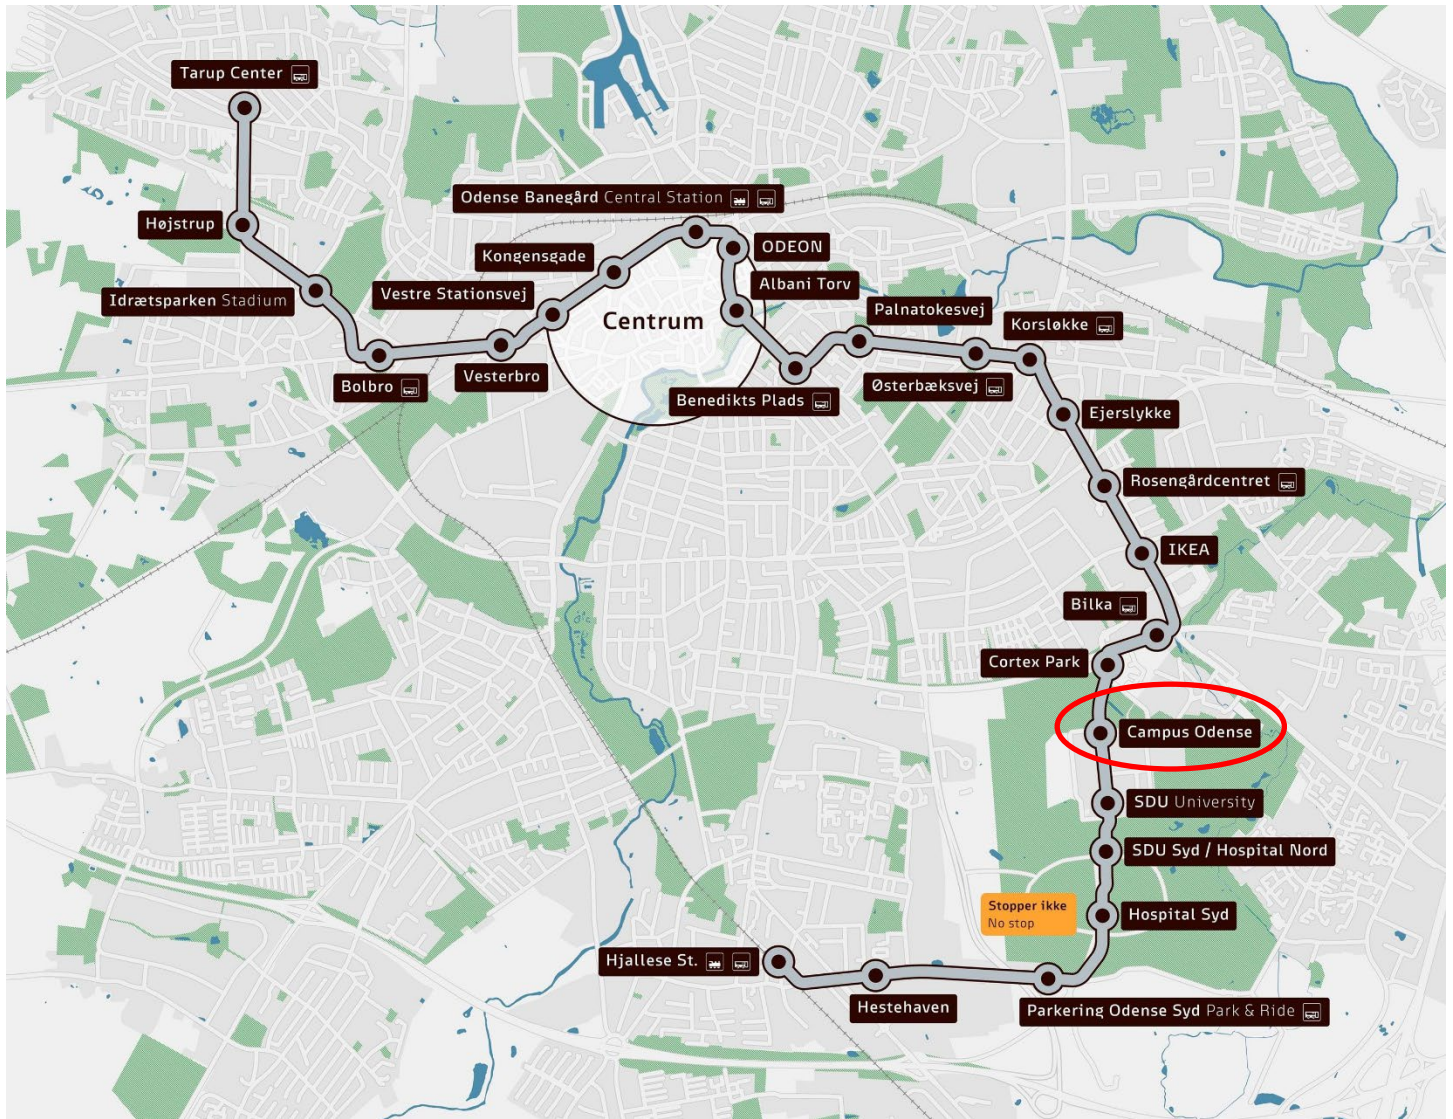 Tarup Center
Højstrup
Idrætsparken Stadium
Bolbro
Vesterbro
Vestre Stationsvej
Kongensgade
Odense Banegård Central Station
ODEON
Albani Torv
Centrum
Benedikts Plads
Palnatokesvej
Østerbæksvej
Korsløkke
Ejerslykke
Rosengårdcentret
IKEA
Bilka
Cortex Park
Campus Odense
SDU University
SDU Syd / Hospital Nord
Stopper ikke
No stop
Hospital Syd
Parkering Odense Syd Park & Ride
Hestehaven
Hjallese St.